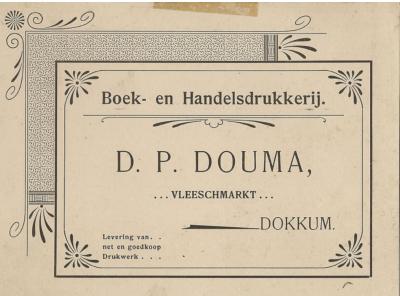 Boek- en Handelsdrukkerij.
D. P. DOUMA,
... VLEESCHMARKT ...
DOKKUM.
Levering van . .
net en goedkoop
Drukwerk . . .